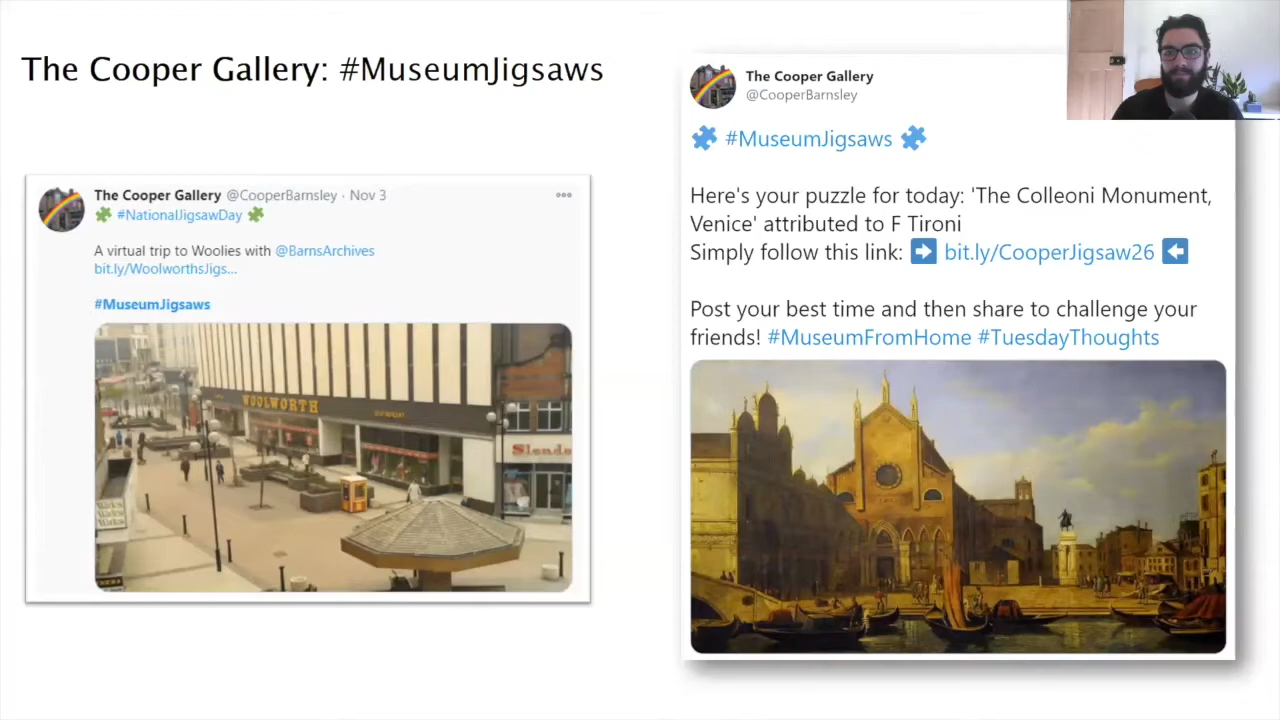 The Cooper Gallery: #MuseumJigsaws
The Cooper Gallery @CooperBarnsley · Nov 3
#NationalJigsawDay
A virtual trip to Woolies with @BarnsArchives
bit.ly/WoolworthsJigs...
#MuseumJigsaws
WOOLWORTH
The Cooper Gallery
@CooperBarnsley
#MuseumJigsaws
Here's your puzzle for today: 'The Colleoni Monument,
Venice' attributed to F Tironi
Simply follow this link: ➡ bit.ly/CooperJigsaw26 ⬅
Post your best time and then share to challenge your
friends! #MuseumFromHome #TuesdayThoughts